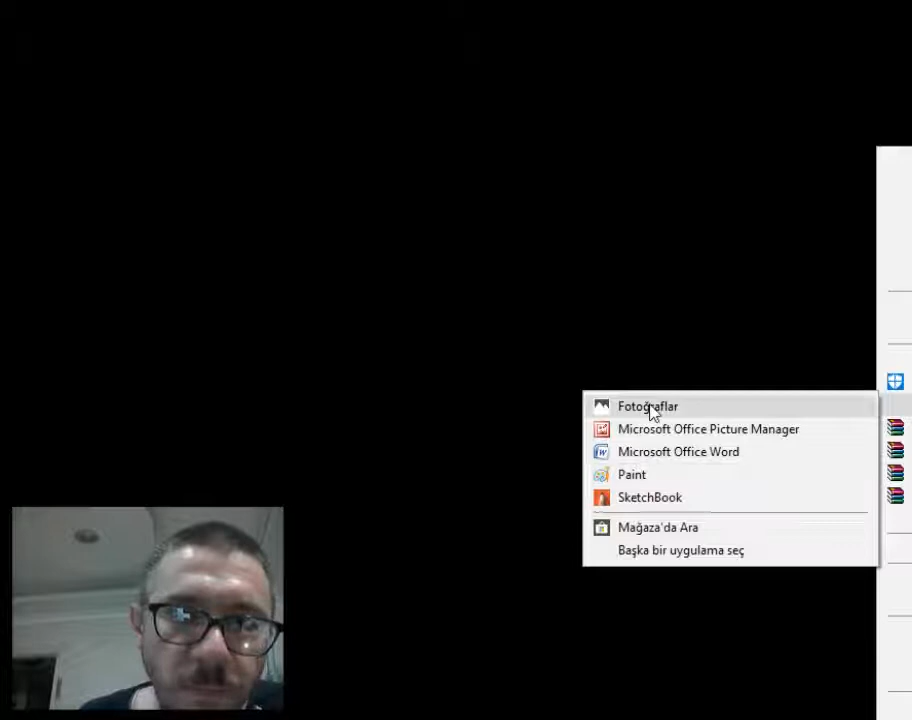 Fotoğraflar
Microsoft Office Picture Manager
Microsoft Office Word
Paint
SketchBook
Mağaza'da Ara
Başka bir uygulama seç